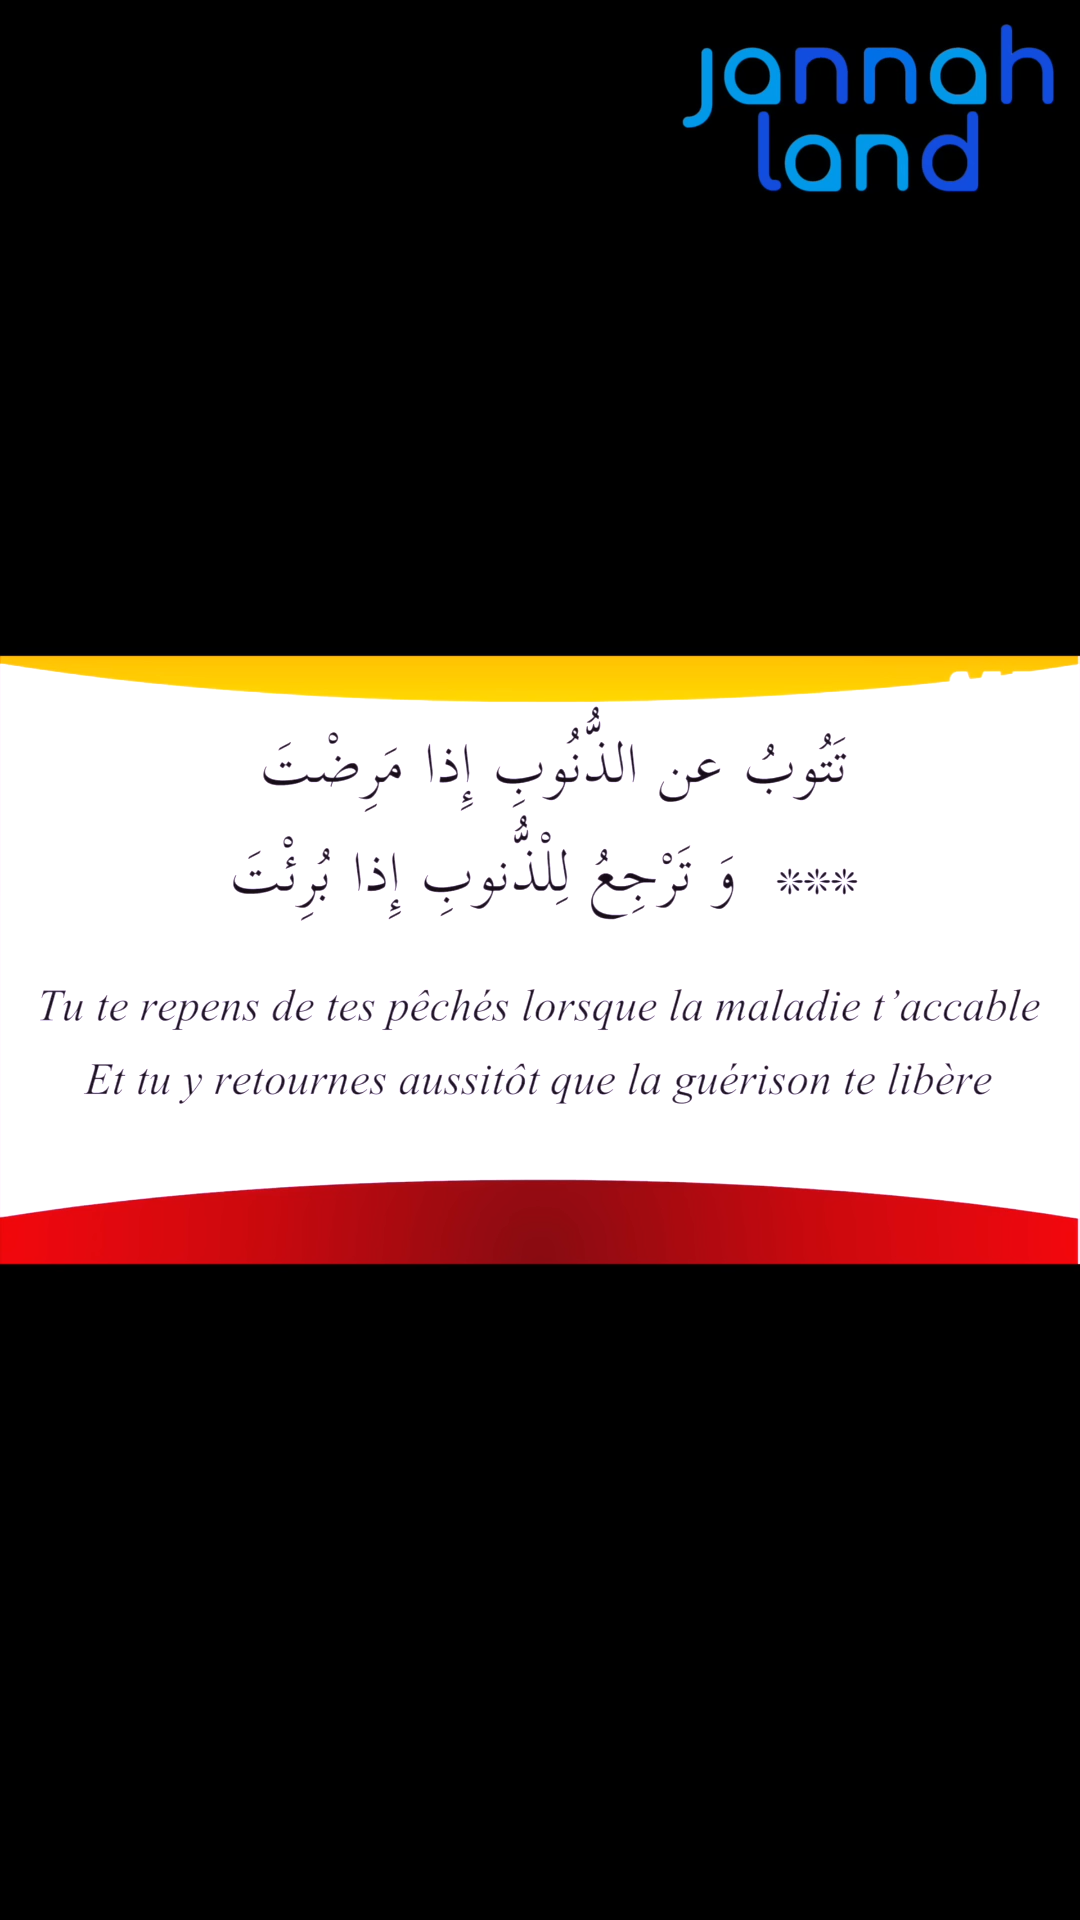 jannah
land
تَتُوبُ عن الذُّنُوبِ إِذا مَرِضْتَ
*** وَ تَرْجِعُ لِلْذُّنوبِ إِذا بُرِئْتَ
Tu te repens de tes pêchés lorsque la maladie t’accable
Et tu y retournes aussitôt que la guérison te libère